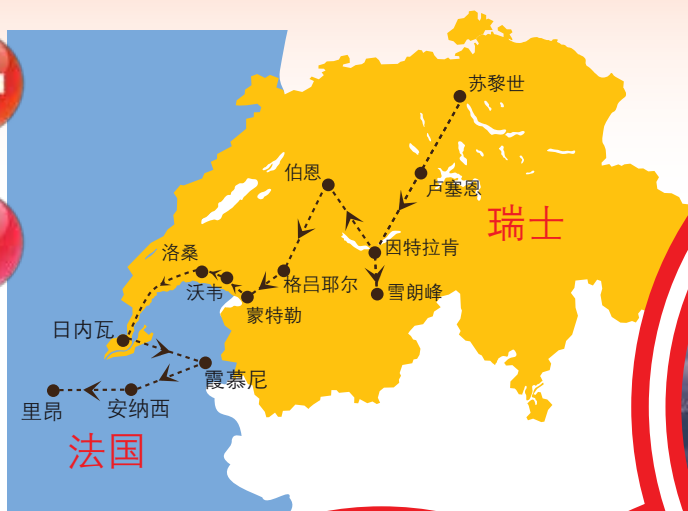 苏黎世
伯恩
卢塞恩
瑞士
因特拉肯
洛桑
沃韦
格吕耶尔
雪朗峰
蒙特勒
日内瓦
霞慕尼
里昂
安纳西
法国